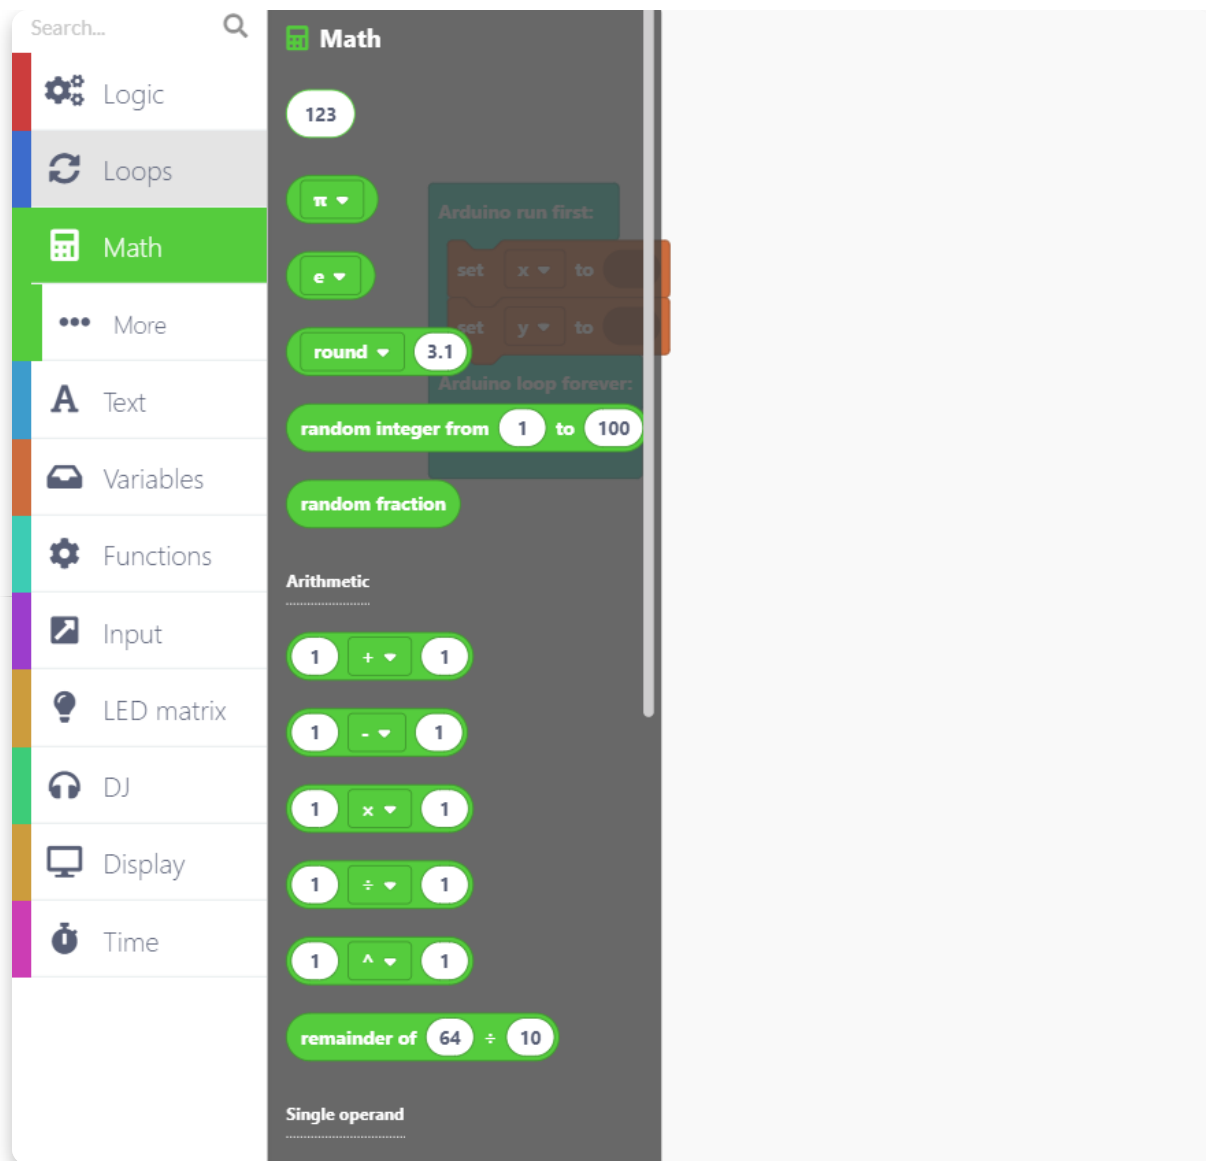 Search...
Logic
Loops
Math
More
Text
Variables
Functions
Input
LED matrix
DJ
Display
Time
Math
123
π
e
round 3.1
random integer from 1 to 100
random fraction
Arithmetic
1 + 1
1 - 1
1 x 1
1 ÷ 1
1 ^ 1
remainder of 64 ÷ 10
Single operand
Arduino run first:
set x to
set y to
Arduino loop forever: